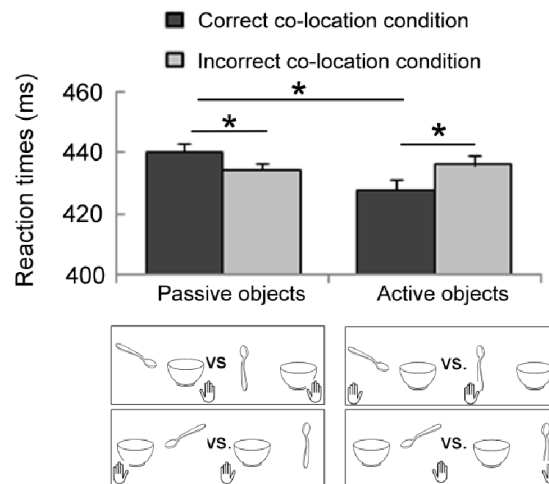 Correct co-location condition
Incorrect co-location condition
Reaction times (ms)
460
440
420
400
*
*
*
Passive objects
Active objects
vs
vs.
vs.
vs.